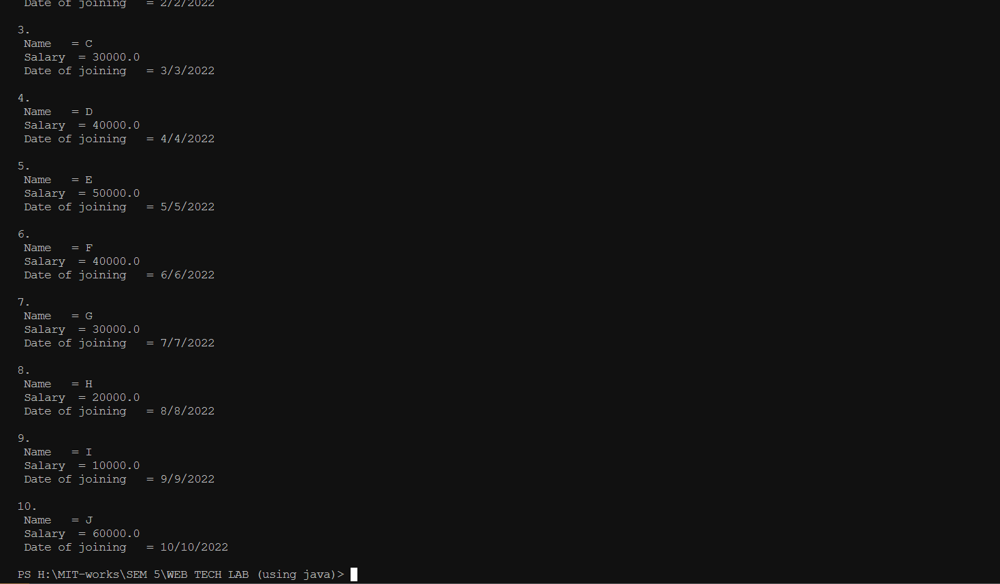 Date of joining   = 2/2/2022
3.
Name   = C
Salary  = 30000.0
Date of joining   = 3/3/2022
4.
Name   = D
Salary  = 40000.0
Date of joining   = 4/4/2022
5.
Name   = E
Salary  = 50000.0
Date of joining   = 5/5/2022
6.
Name   = F
Salary  = 40000.0
Date of joining   = 6/6/2022
7.
Name   = G
Salary  = 30000.0
Date of joining   = 7/7/2022
8.
Name   = H
Salary  = 20000.0
Date of joining   = 8/8/2022
9.
Name   = I
Salary  = 10000.0
Date of joining   = 9/9/2022
10.
Name   = J
Salary  = 60000.0
Date of joining   = 10/10/2022
PS H:\MIT-works\SEM 5\WEB TECH LAB (using java)>